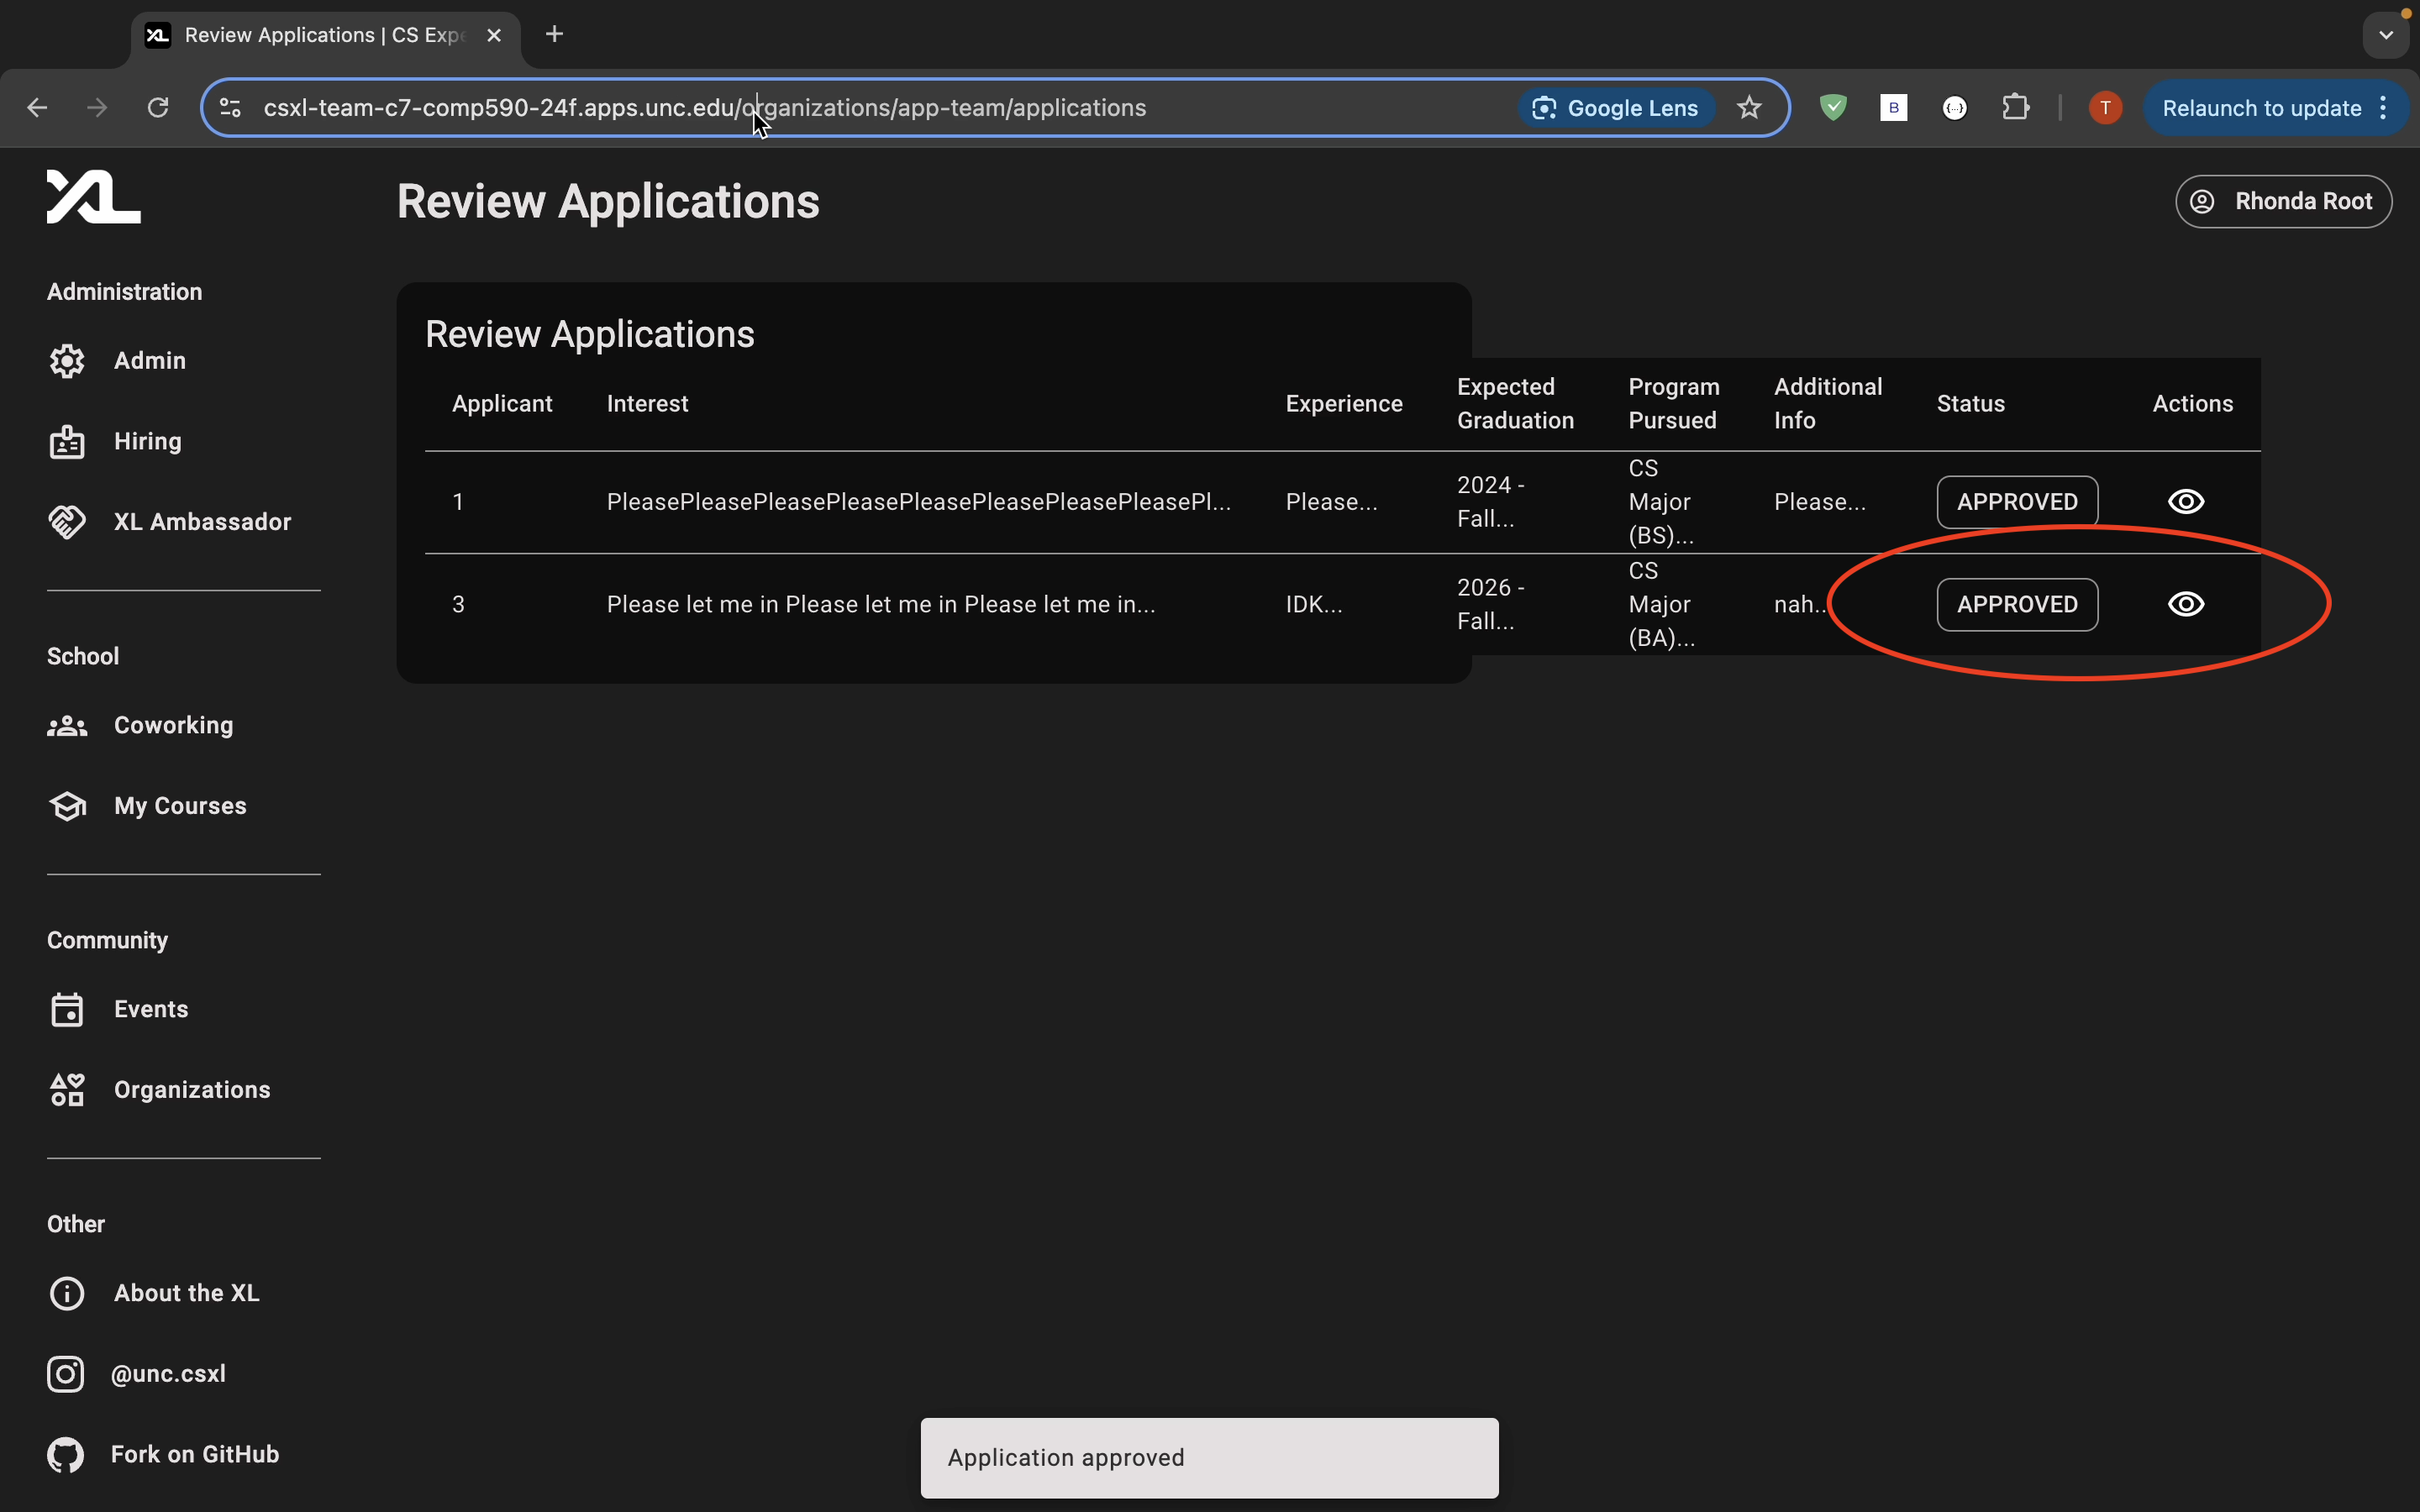 Review Applications | CS Expe
csxl-team-c7-comp590-24f.apps.unc.edu/organizations/app-team/applications
Google Lens
B
{...}
T
Relaunch to update
XL
Review Applications
Rhonda Root
Administration
Admin
Hiring
XL Ambassador
School
Coworking
My Courses
Community
Events
Organizations
Other
About the XL
@unc.csxl
Fork on GitHub
Review Applications
Applicant
Interest
Experience
Expected
Graduation
Program
Pursued
Additional
Info
Status
Actions
1
PleasePleasePleasePleasePleasePleasePleasePleasePl...
Please...
2024 -
Fall...
CS
Major
(BS)...
Please...
APPROVED
3
Please let me in Please let me in Please let me in...
IDK...
2026 -
Fall...
CS
Major
(BA)...
nah..
APPROVED
Application approved